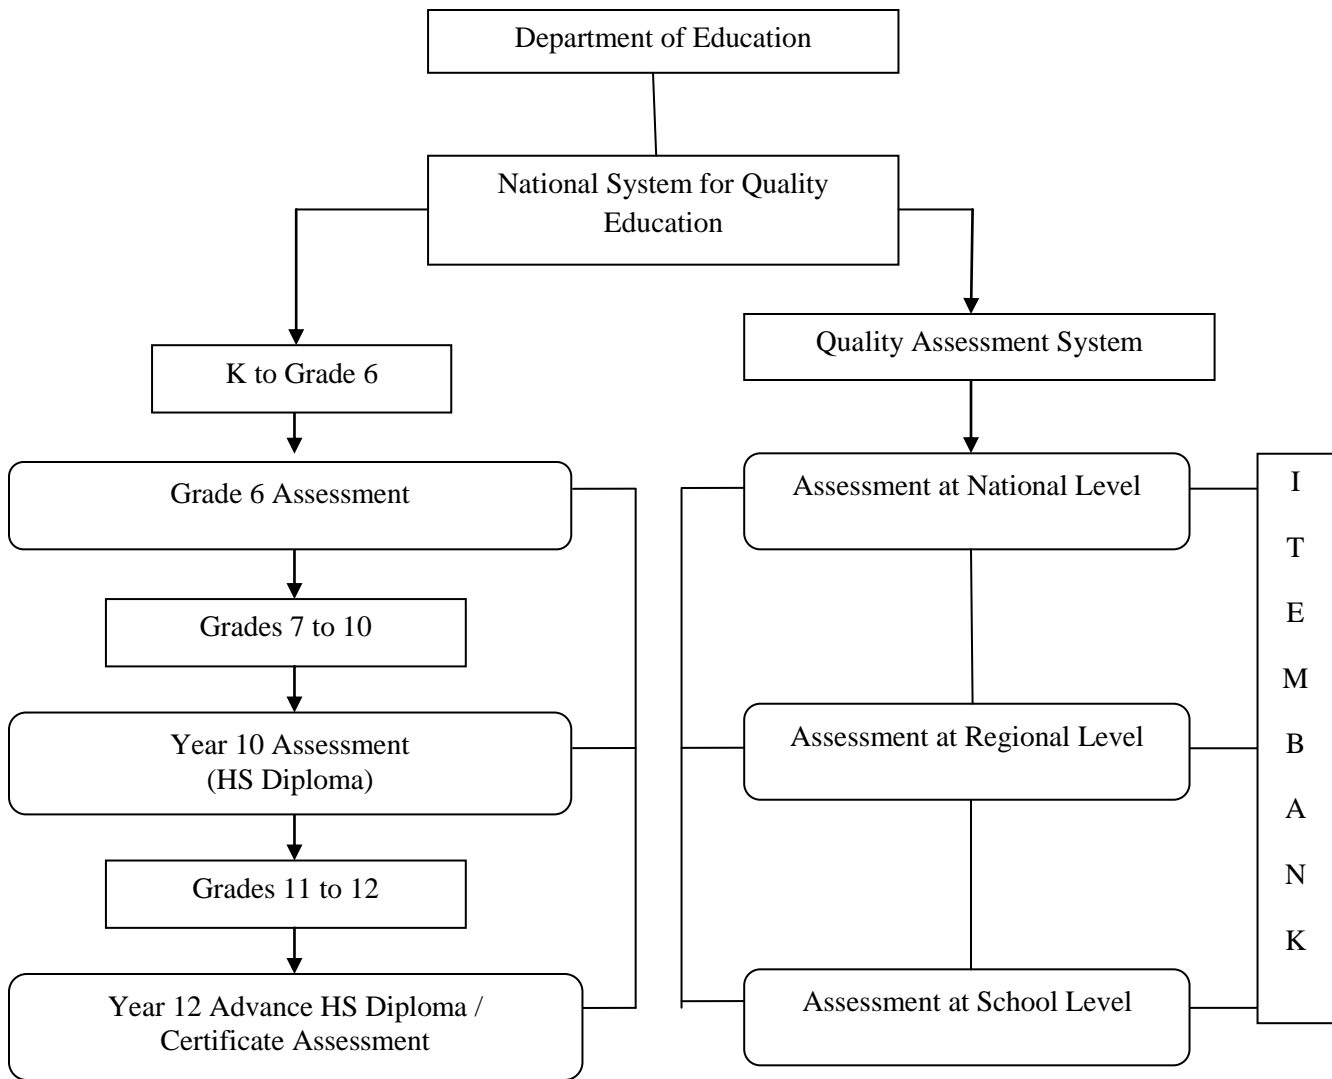 Department of Education
National System for Quality
Education
K to Grade 6
Quality Assessment System
Grade 6 Assessment
Assessment at National Level
Grades 7 to 10
Year 10 Assessment
(HS Diploma)
Assessment at Regional Level
Grades 11 to 12
Year 12 Advance HS Diploma /
Certificate Assessment
Assessment at School Level
I
T
E
M
B
A
N
K